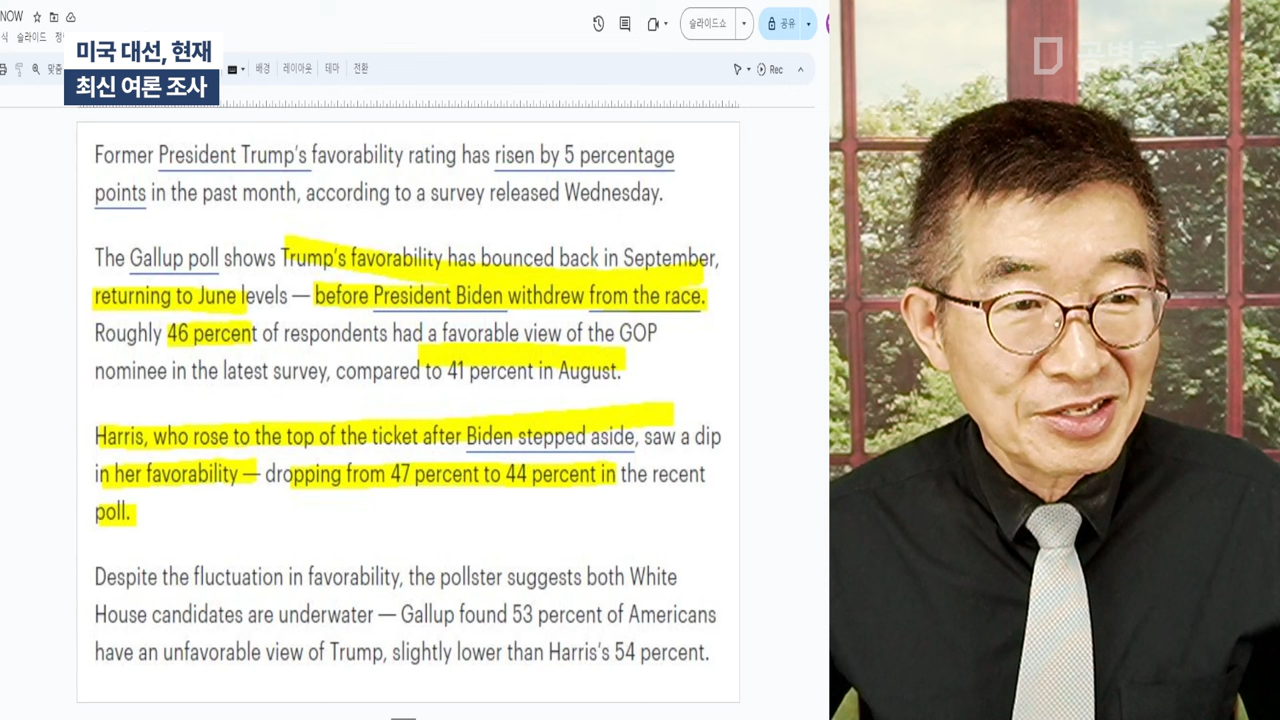 NOW
슬라이드
미국 대선, 현재
최신 여론 조사
배경
레이아웃
테마
전환
슬라이드쇼
공유
Rec
공병호TV
Former President Trump's favorability rating has risen by 5 percentage
points in the past month, according to a survey released Wednesday.
The Gallup poll shows Trump's favorability has bounced back in September,
returning to June levels — before President Biden withdrew from the race.
Roughly 46 percent of respondents had a favorable view of the GOP
nominee in the latest survey, compared to 41 percent in August.
Harris, who rose to the top of the ticket after Biden stepped aside, saw a dip
in her favorability — dropping from 47 percent to 44 percent in the recent
poll.
Despite the fluctuation in favorability, the pollster suggests both White
House candidates are underwater — Gallup found 53 percent of Americans
have an unfavorable view of Trump, slightly lower than Harris's 54 percent.